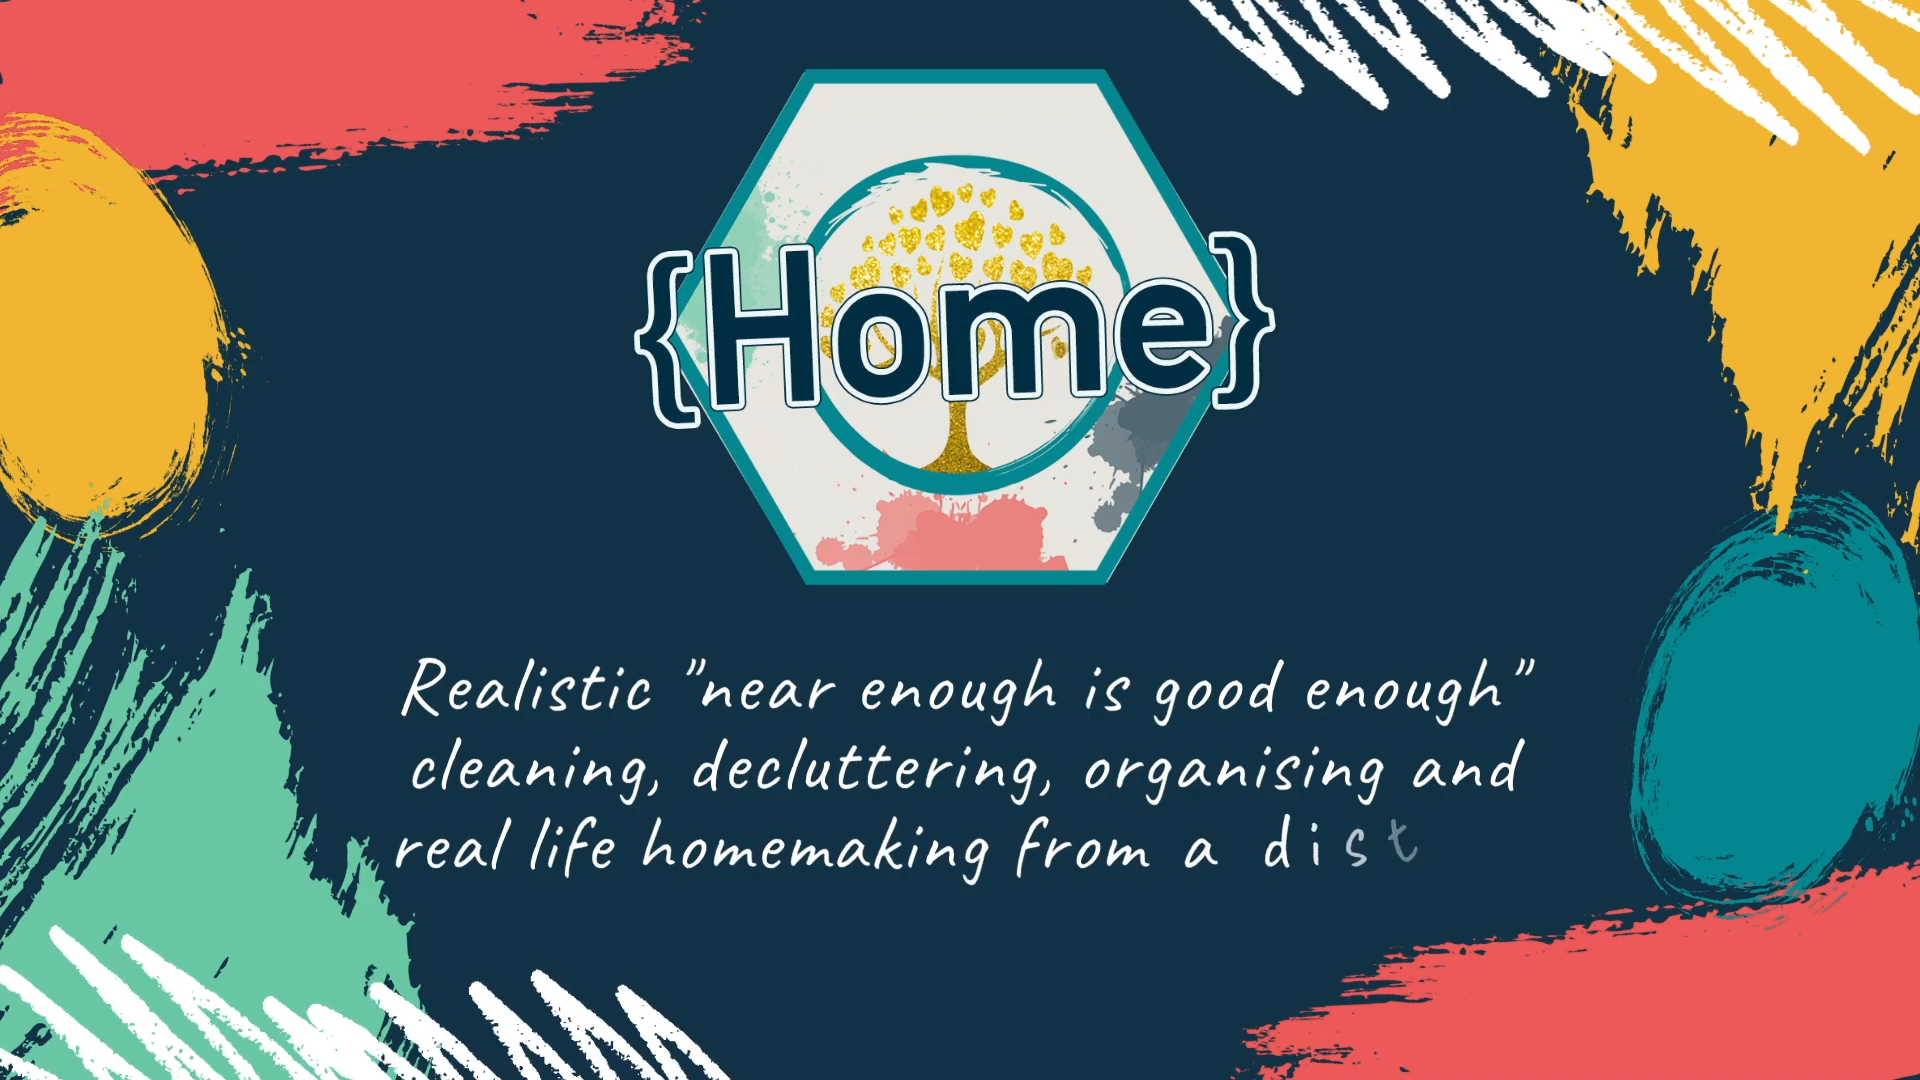 {Home}
Realistic "near enough is good enough"
cleaning, decluttering, organising and
real life homemaking from a dist